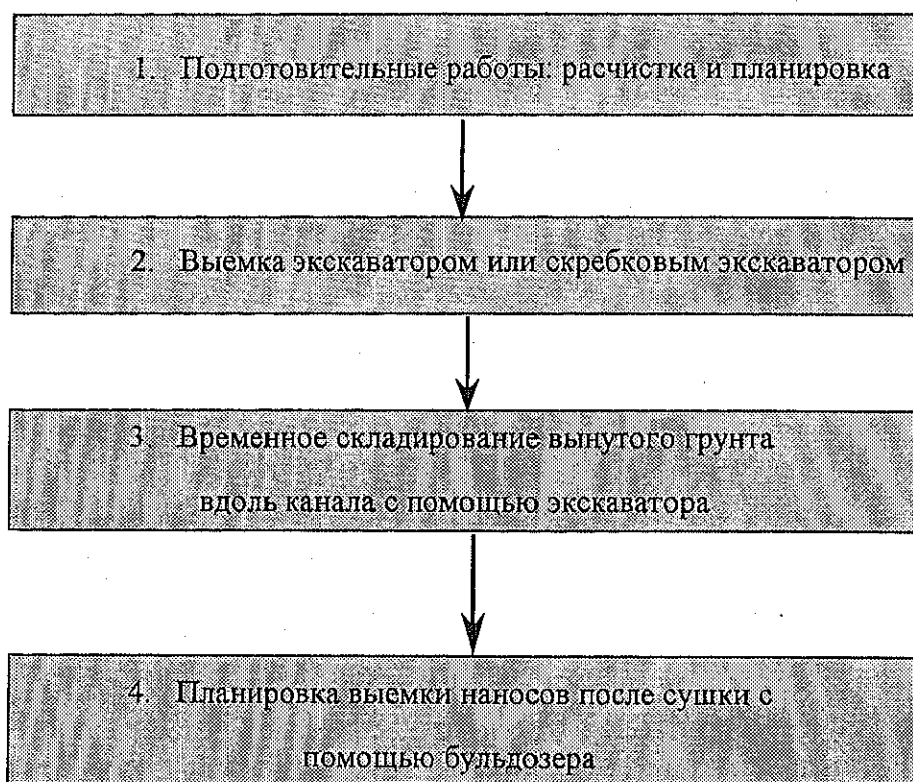 1. Подготовительные работы: расчистка и планировка
2. Выемка экскаватором или скребковым экскаватором
3. Временное складирование вынутого грунта
вдоль канала с помощью экскаватора
4. Планировка выемки наносов после сушки с
помощью бульдозера